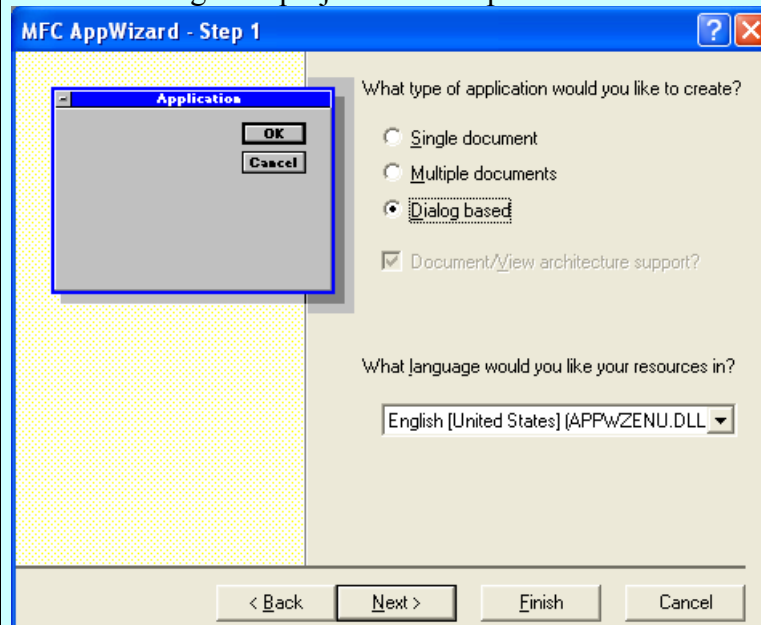 MFC AppWizard - Step 1
Application
OK
Cancel
What type of application would you like to create?
Single document
Multiple documents
Dialog based
Document/View architecture support?
What language would you like your resources in?
English [United States] (APPWZENU.DLL
< Back
Next >
Finish
Cancel